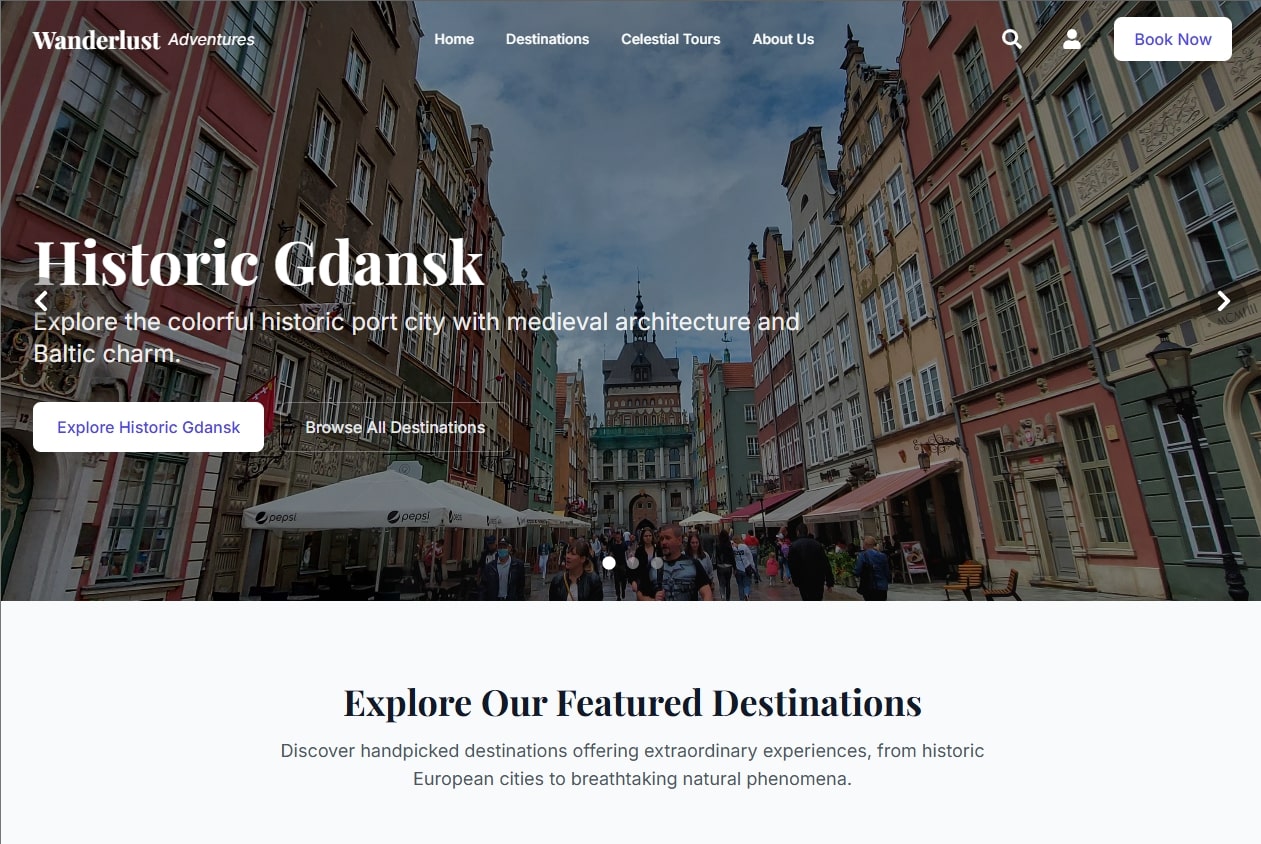 Wanderlust Adventures
Home
Destinations
Celestial Tours
About Us
Book Now
Historic Gdansk
Explore the colorful historic port city with medieval architecture and
Baltic charm.
Explore Historic Gdansk
Browse All Destinations
pepsi
pepsi
Explore Our Featured Destinations
Discover handpicked destinations offering extraordinary experiences, from historic
European cities to breathtaking natural phenomena.